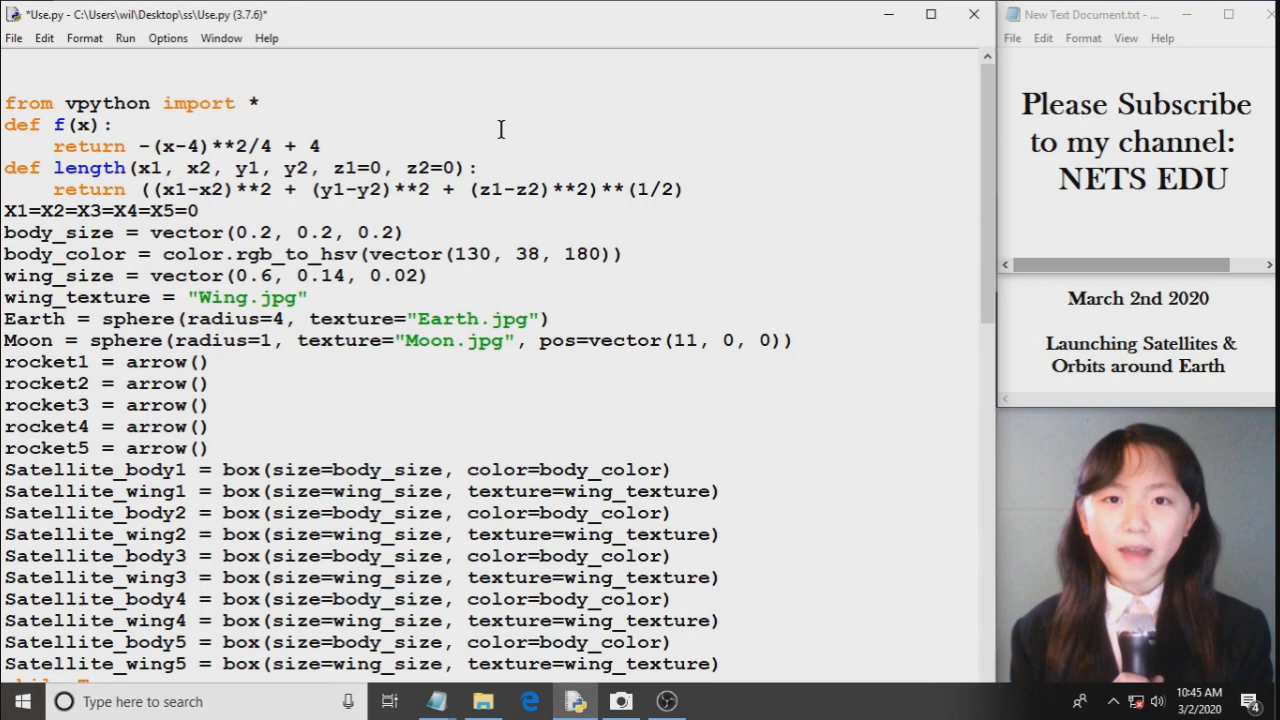 *Use.py - C:\Users\wil\Desktop\ss\Use.py (3.7.6)*
File Edit Format Run Options Window Help
from vpython import *
def f(x):
    return -(x-4)**2/4 + 4
def length(x1, x2, y1, y2, z1=0, z2=0):
    return ((x1-x2)**2 + (y1-y2)**2 + (z1-z2)**2)**(1/2)
X1=X2=X3=X4=X5=0
body_size = vector(0.2, 0.2, 0.2)
body_color = color.rgb_to_hsv(vector(130, 38, 180))
wing_size = vector(0.6, 0.14, 0.02)
wing_texture = "Wing.jpg"
Earth = sphere(radius=4, texture="Earth.jpg")
Moon = sphere(radius=1, texture="Moon.jpg", pos=vector(11, 0, 0))
rocket1 = arrow()
rocket2 = arrow()
rocket3 = arrow()
rocket4 = arrow()
rocket5 = arrow()
Satellite_body1 = box(size=body_size, color=body_color)
Satellite_wing1 = box(size=wing_size, texture=wing_texture)
Satellite_body2 = box(size=body_size, color=body_color)
Satellite_wing2 = box(size=wing_size, texture=wing_texture)
Satellite_body3 = box(size=body_size, color=body_color)
Satellite_wing3 = box(size=wing_size, texture=wing_texture)
Satellite_body4 = box(size=body_size, color=body_color)
Satellite_wing4 = box(size=wing_size, texture=wing_texture)
Satellite_body5 = box(size=body_size, color=body_color)
Satellite_wing5 = box(size=wing_size, texture=wing_texture)
New Text Document.txt - ...
File Edit Format View Help
Please Subscribe
to my channel:
NETS EDU
March 2nd 2020
Launching Satellites &
Orbits around Earth
Type here to search
10:45 AM
3/2/2020
4